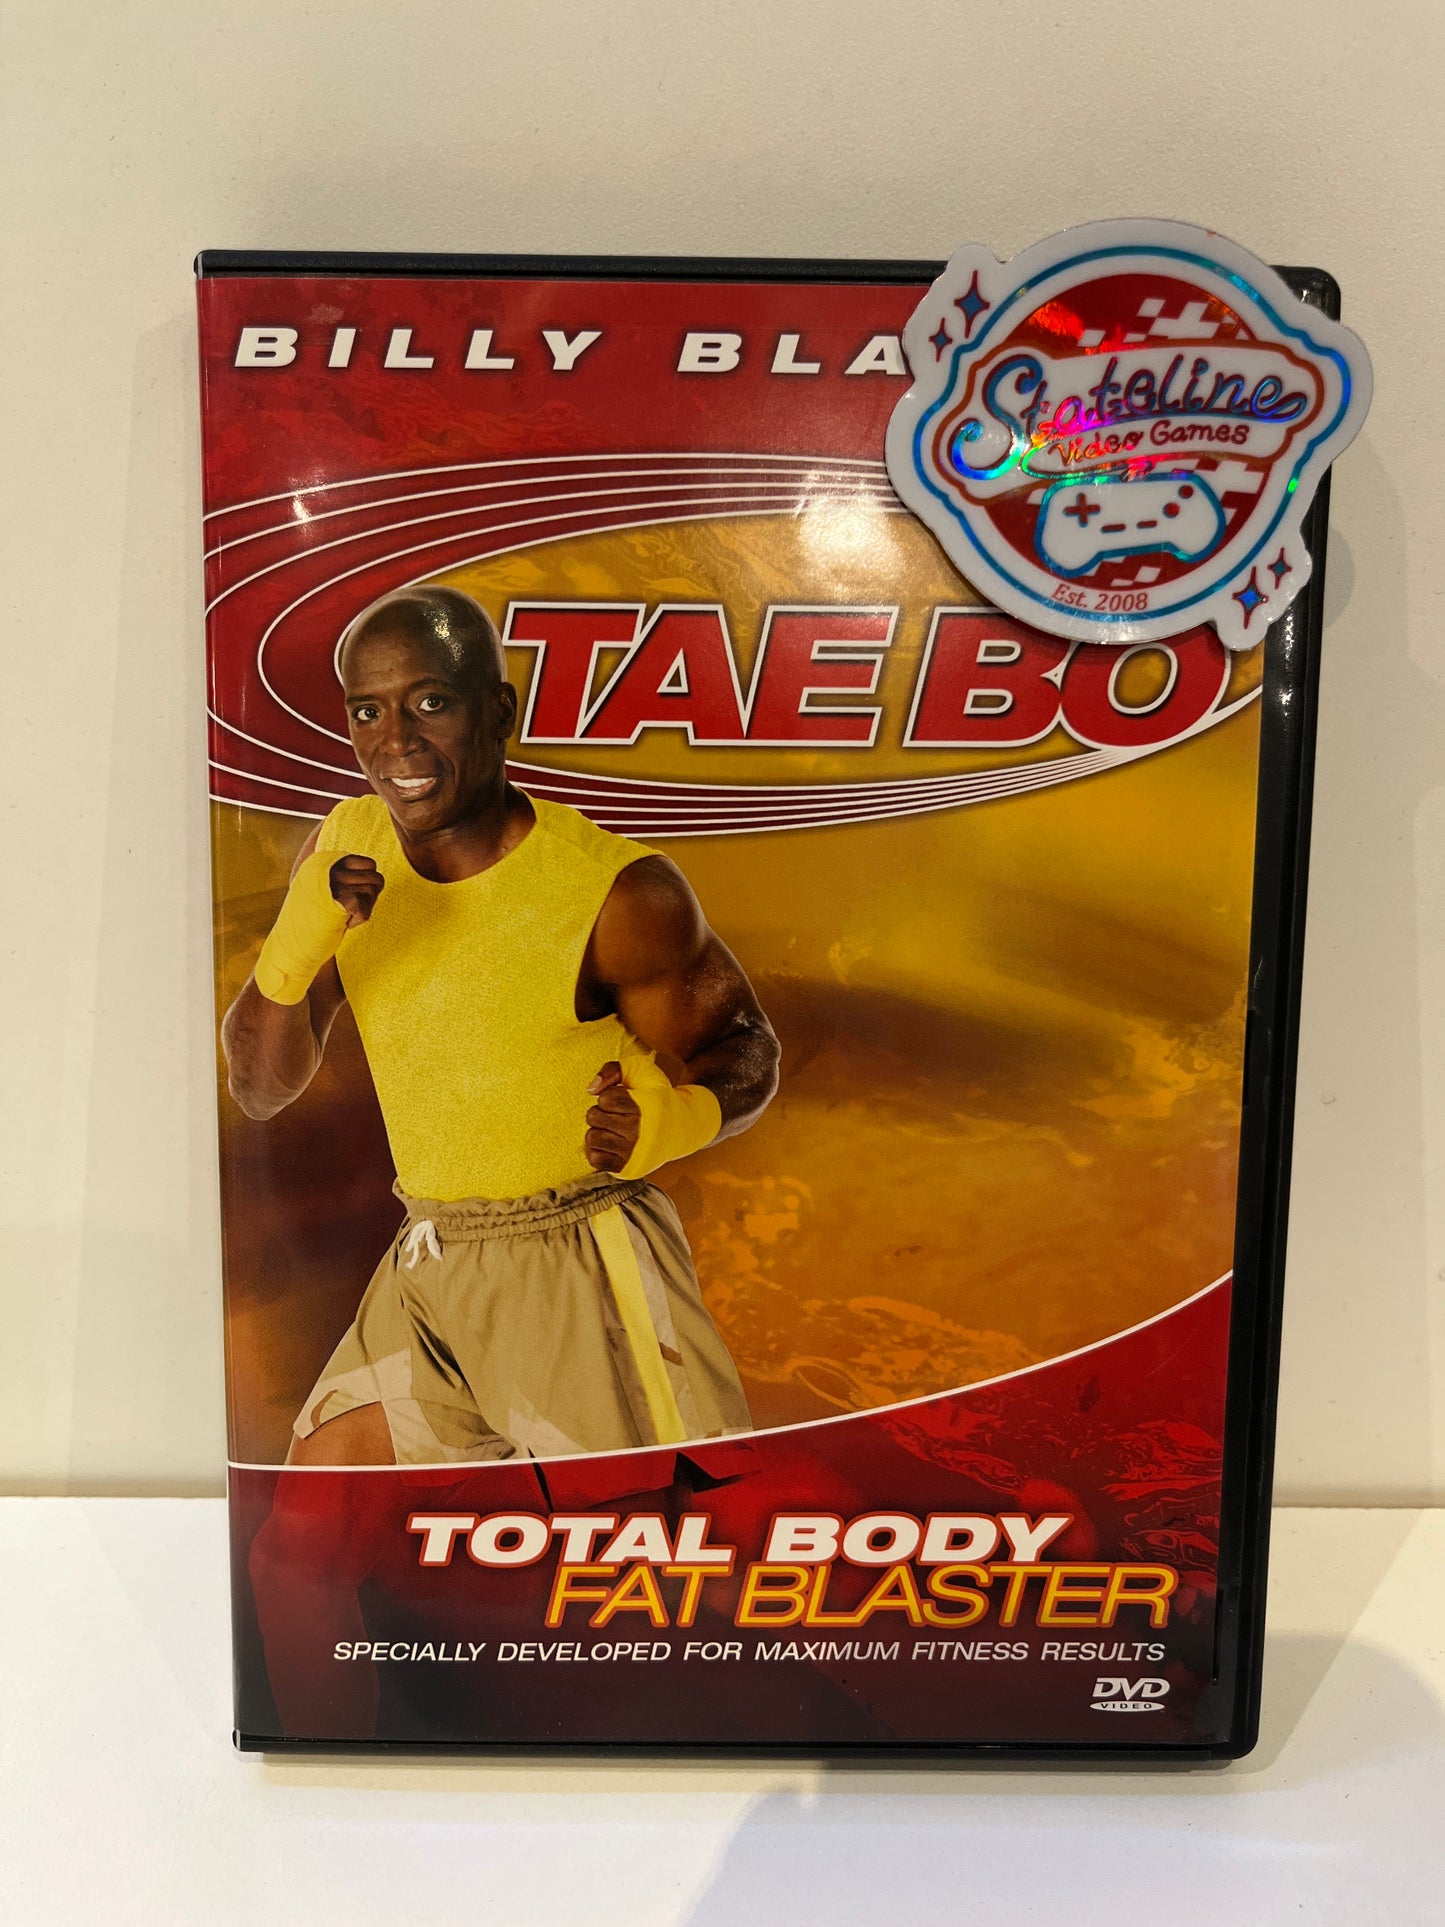 BILLY BLA
Stateline
Video Games
Est. 2008
TAE BO
TOTAL BODY
FAT BLASTER
SPECIALLY DEVELOPED FOR MAXIMUM FITNESS RESULTS
DVD
VIDEO